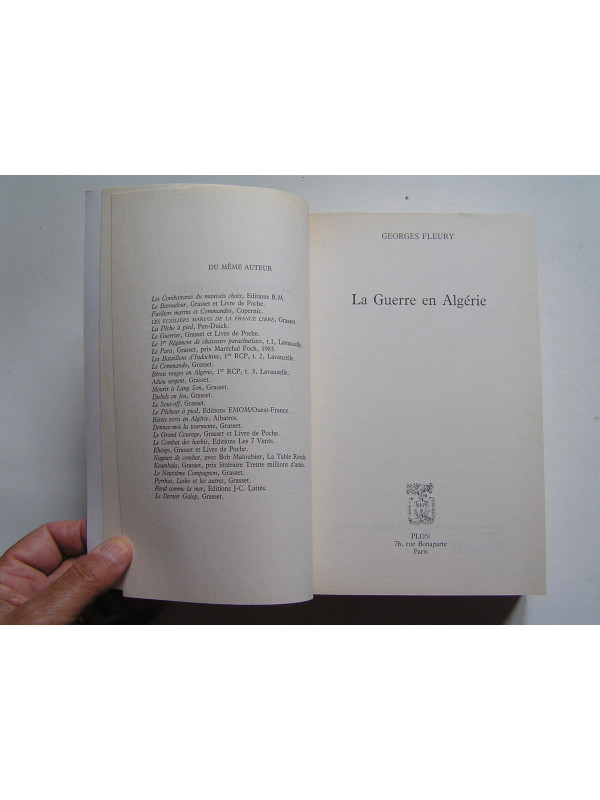 DU MÊME AUTEUR
Les Combattants du mauvais choix, Editions B.M.
Le Baroudeur, Grasset et Livre de Poche.
Fusiliers marins et Commandos, Copernic.
LES FUSILIERS MARINS DE LA FRANCE LIBRE, Grasset.
La Pêche à pied, Pen-Duick.
Le Guerrier, Grasset et Livre de Poche.
Le 1er Régiment de chasseurs parachutistes, t.1, Lavauzelle.
Le Para, Grasset, prix Maréchal Foch, 1983.
Les Bataillons d'Indochine, 1er RCP, t. 2, Lavauzelle.
Le Commando, Grasset.
Bérets rouges en Algérie, 1er RCP, t. 3, Lavauzelle.
Adieu sergent, Grasset.
Mourir à Lang Son, Grasset.
Djebels en feu, Grasset.
Le Sous-off, Grasset.
Le Pêcheur à pied, Editions EMOM/Ouest-France.
Bérets verts en Algérie, Albatros.
Donnez-moi la tourmente, Grasset.
Le Grand Courage, Grasset et Livre de Poche.
Le Combat des harkis, Editions Les 7 Vents.
Khéops, Grasset et Livre de Poche.
Nageurs de combat, avec Bob Maloubier, La Table Ronde.
Koumbala, Grasset, prix littéraire Trente millions d'amis.
Le Neuvième Compagnon, Grasset.
Pyrrhus, Lesko et les autres, Grasset.
Rond comme la mer, Editions J-C. Lattès.
Le Dernier Galop, Grasset.
GEORGES FLEURY
La Guerre en Algérie
PLON
76, rue Bonaparte
Paris